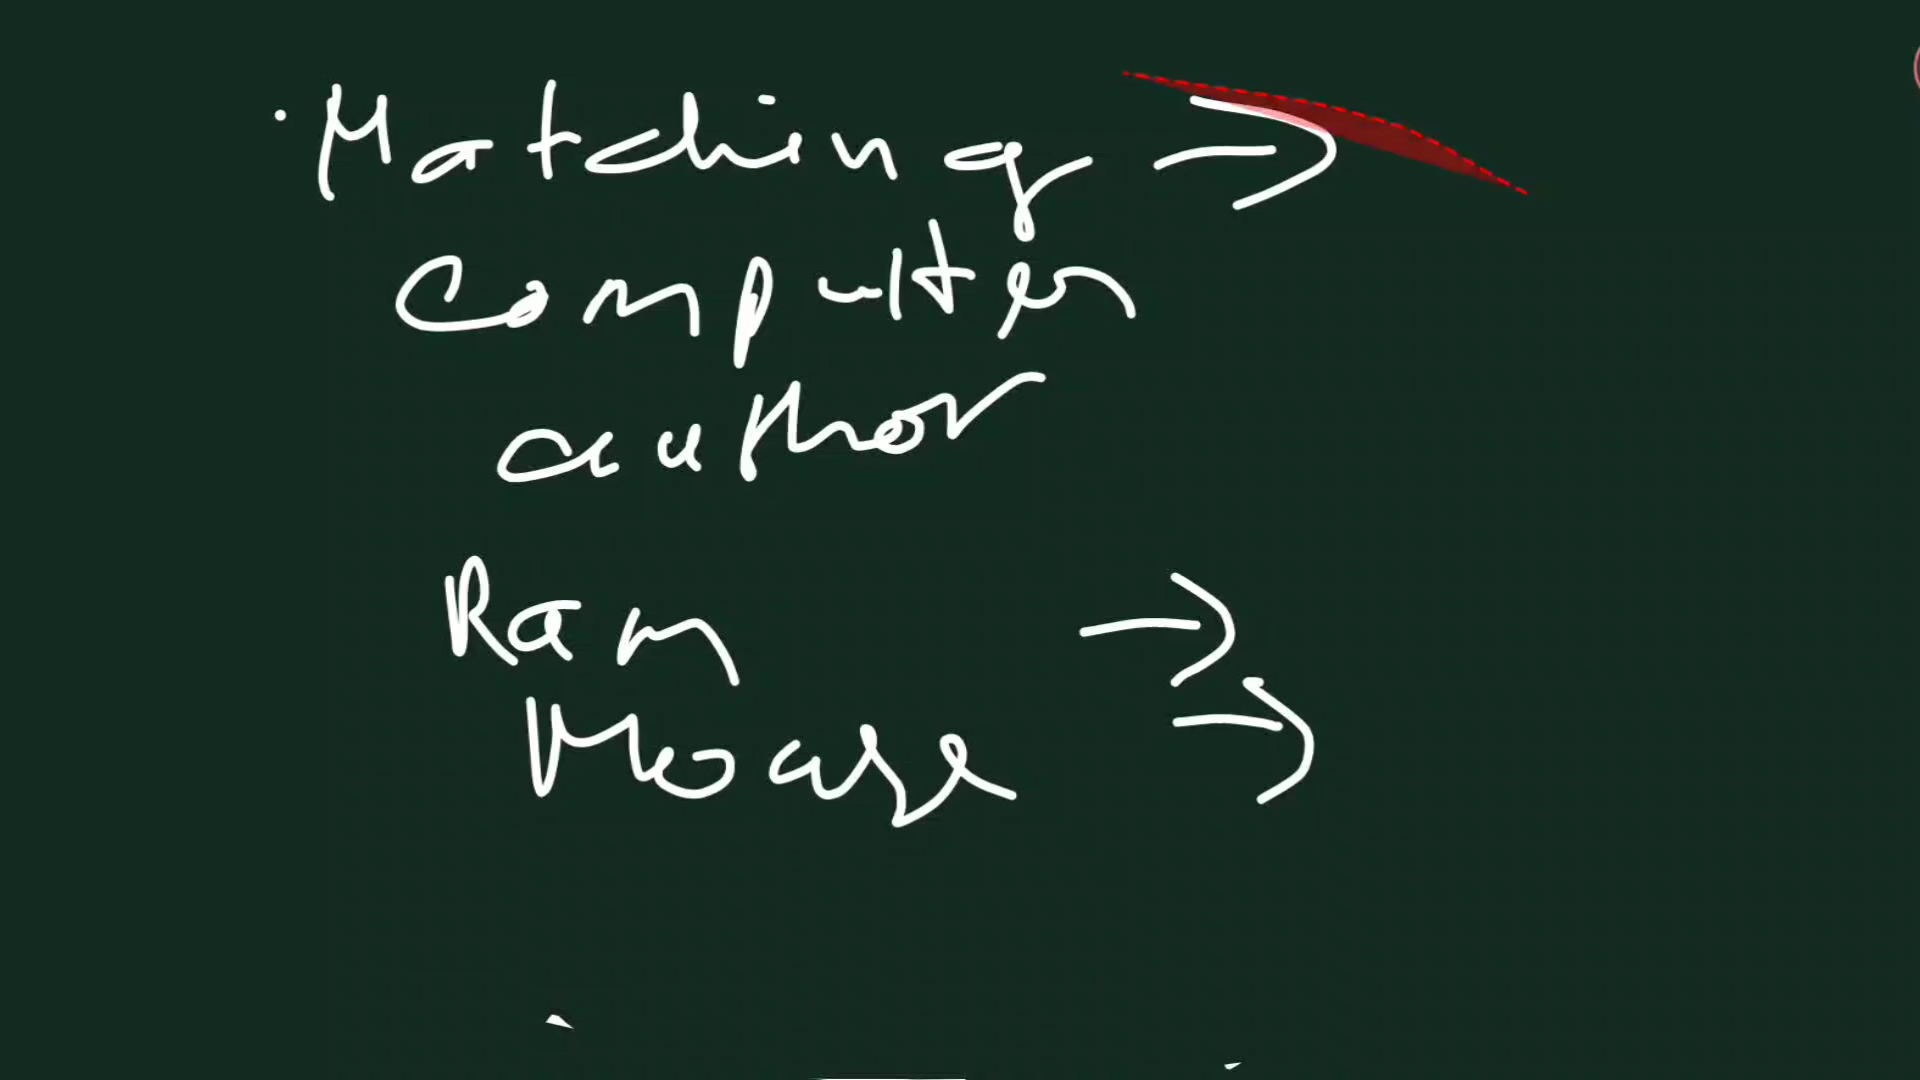 Matching →
Computer
author
Ram →
Mouse →